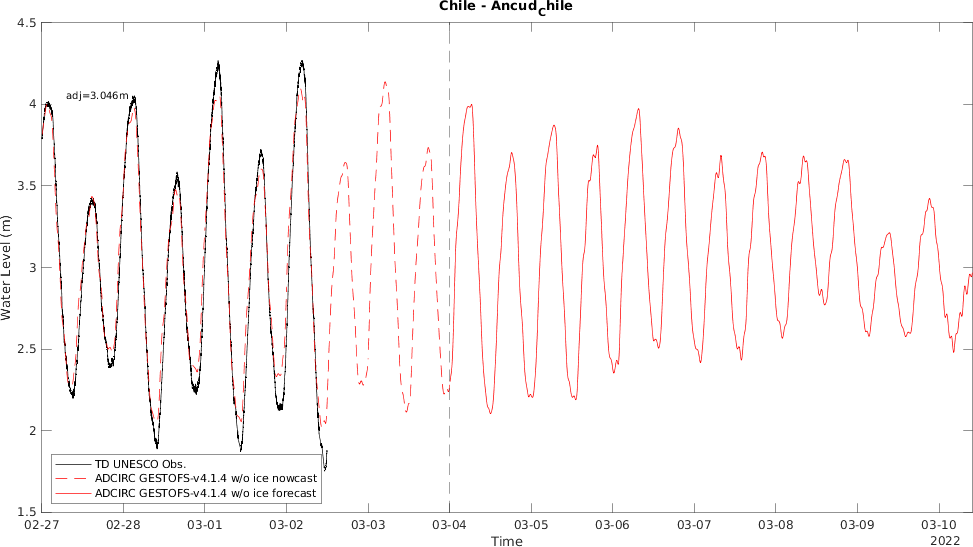 Chile - Ancud_Chile
4.5
adj=3.046m
4
3.5
3
2.5
2
1.5
Water Level (m)
TD UNESCO Obs.
ADCIRC GESTOFS-v4.1.4 w/o ice nowcast
ADCIRC GESTOFS-v4.1.4 w/o ice forecast
02-27 02-28 03-01 03-02 03-03 03-04 03-05 03-06 03-07 03-08 03-09 03-10
Time
2022